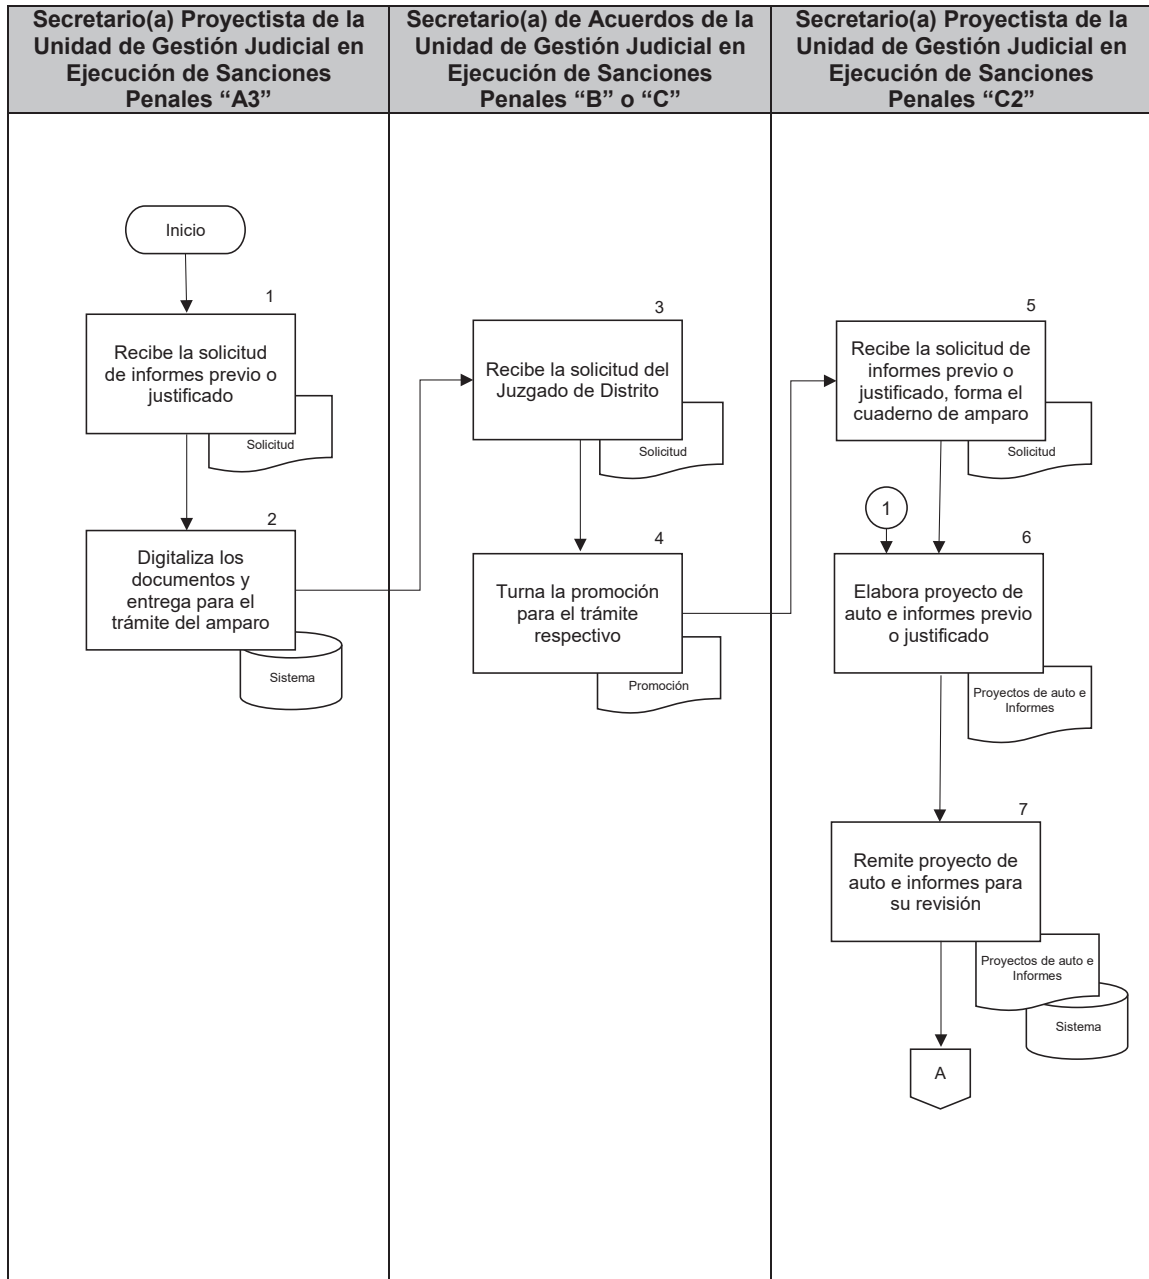 Secretario(a) Proyectista de la
Unidad de Gestión Judicial en
Ejecución de Sanciones
Penales “A3”
Secretario(a) de Acuerdos de la
Unidad de Gestión Judicial en
Ejecución de Sanciones
Penales “B” o “C”
Secretario(a) Proyectista de la
Unidad de Gestión Judicial en
Ejecución de Sanciones
Penales “C2”
Inicio
1
Recibe la solicitud
de informes previo o
justificado
Solicitud
2
Digitaliza los
documentos y
entrega para el
trámite del amparo
Sistema
3
Recibe la solicitud del
Juzgado de Distrito
Solicitud
4
Turna la promoción
para el trámite
respectivo
Promoción
5
Recibe la solicitud de
informes previo o
justificado, forma el
cuaderno de amparo
Solicitud
1
6
Elabora proyecto de
auto e informes previo
o justificado
Proyectos de auto e
Informes
7
Remite proyecto de
auto e informes para
su revisión
Proyectos de auto e
Informes
Sistema
A